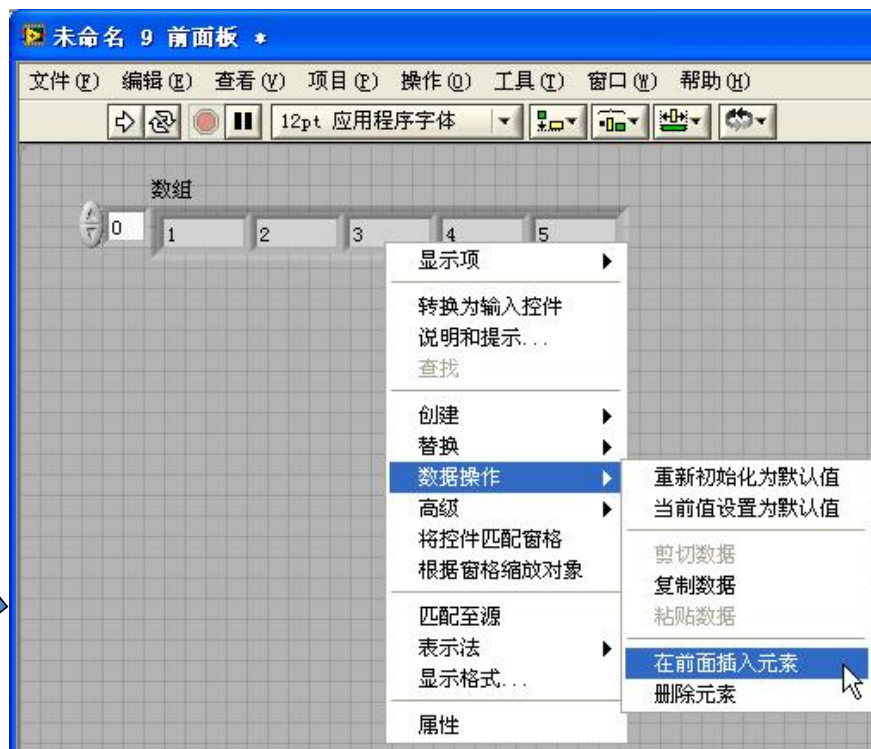 未命名 9 前面板 *
文件(F) 编辑(E) 查看(V) 项目(P) 操作(O) 工具(T) 窗口(W) 帮助(H)
12pt 应用程序字体
数组
0 1 2 3 4 5
显示项
转换为输入控件
说明和提示...
查找
创建
替换
数据操作
高级
将控件匹配窗格
根据窗格缩放对象
匹配至源
表示法
显示格式...
属性
重新初始化为默认值
当前值设置为默认值
剪切数据
复制数据
粘贴数据
在前面插入元素
删除元素